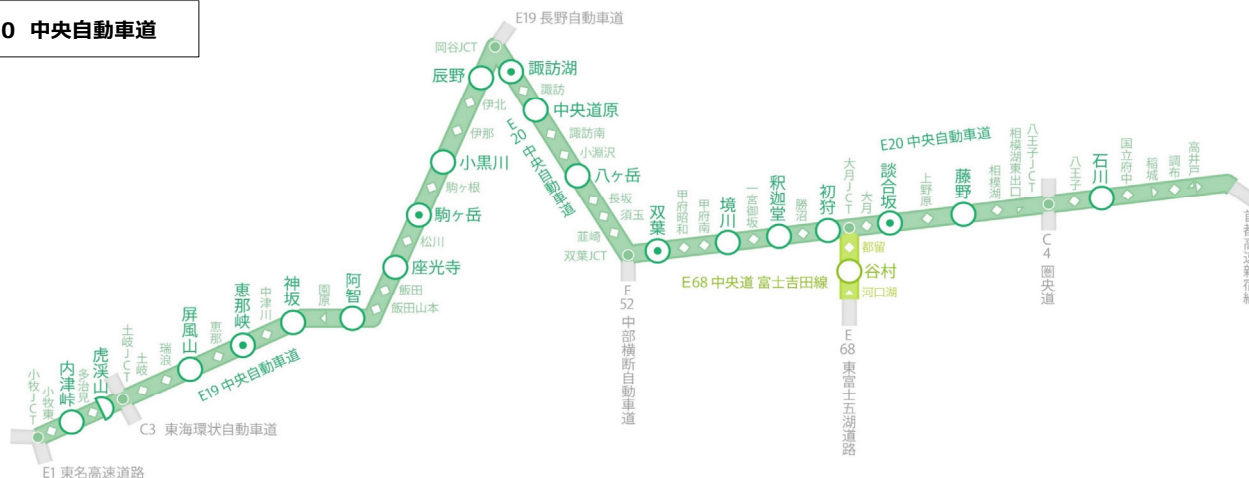 0 中央自動車道
E19 長野自動車道
岡谷JCT
辰野
諏訪湖
伊北
諏訪
中央道原
伊那
E20 中央自動車道
諏訪南
小淵沢
小黒川
八ヶ岳
駒ヶ根
長坂
駒ヶ岳
須玉
松川
韮崎
座光寺
双葉JCT
飯田
飯田山本
阿智
園原
神坂
中津川
恵那峡
恵那
屏風山
瑞浪
土岐
土岐JCT
虎渓山
多治見
内津峠
小牧東
小牧JCT
E19 中央自動車道
C3 東海環状自動車道
E1 東名高速道路
双葉
甲府昭和
甲府南
境川
一宮御坂
釈迦堂
勝沼
初狩
大月JCT
大月
談合坂
E20 中央自動車道
上野原
藤野
相模湖
相模湖東出口
八王子JCT
八王子
石川
国立府中
稲城
調布
高井戸
都留
谷村
河口湖
E68 中央道 富士吉田線
52 中部横断自動車道
E68 東富士五湖道路
C4 圏央道
首都高速新宿線